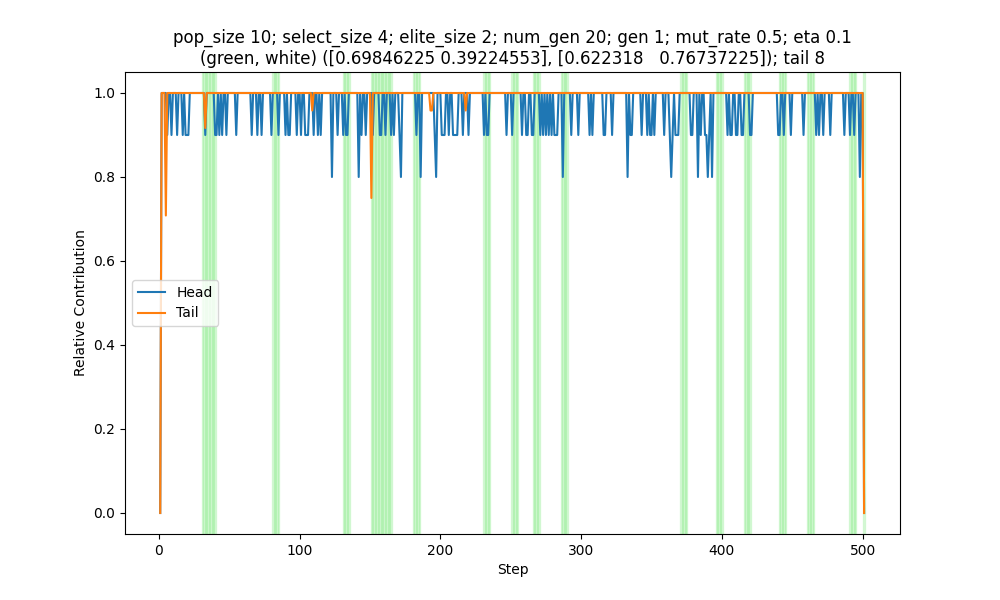 pop_size 10; select_size 4; elite_size 2; num_gen 20; gen 1; mut_rate 0.5; eta 0.1
(green, white) ([0.69846225 0.39224553], [0.622318   0.76737225]); tail 8
1.0
0.8
0.6
0.4
0.2
0.0
Relative Contribution
Head
Tail
0
100
200
300
400
500
Step